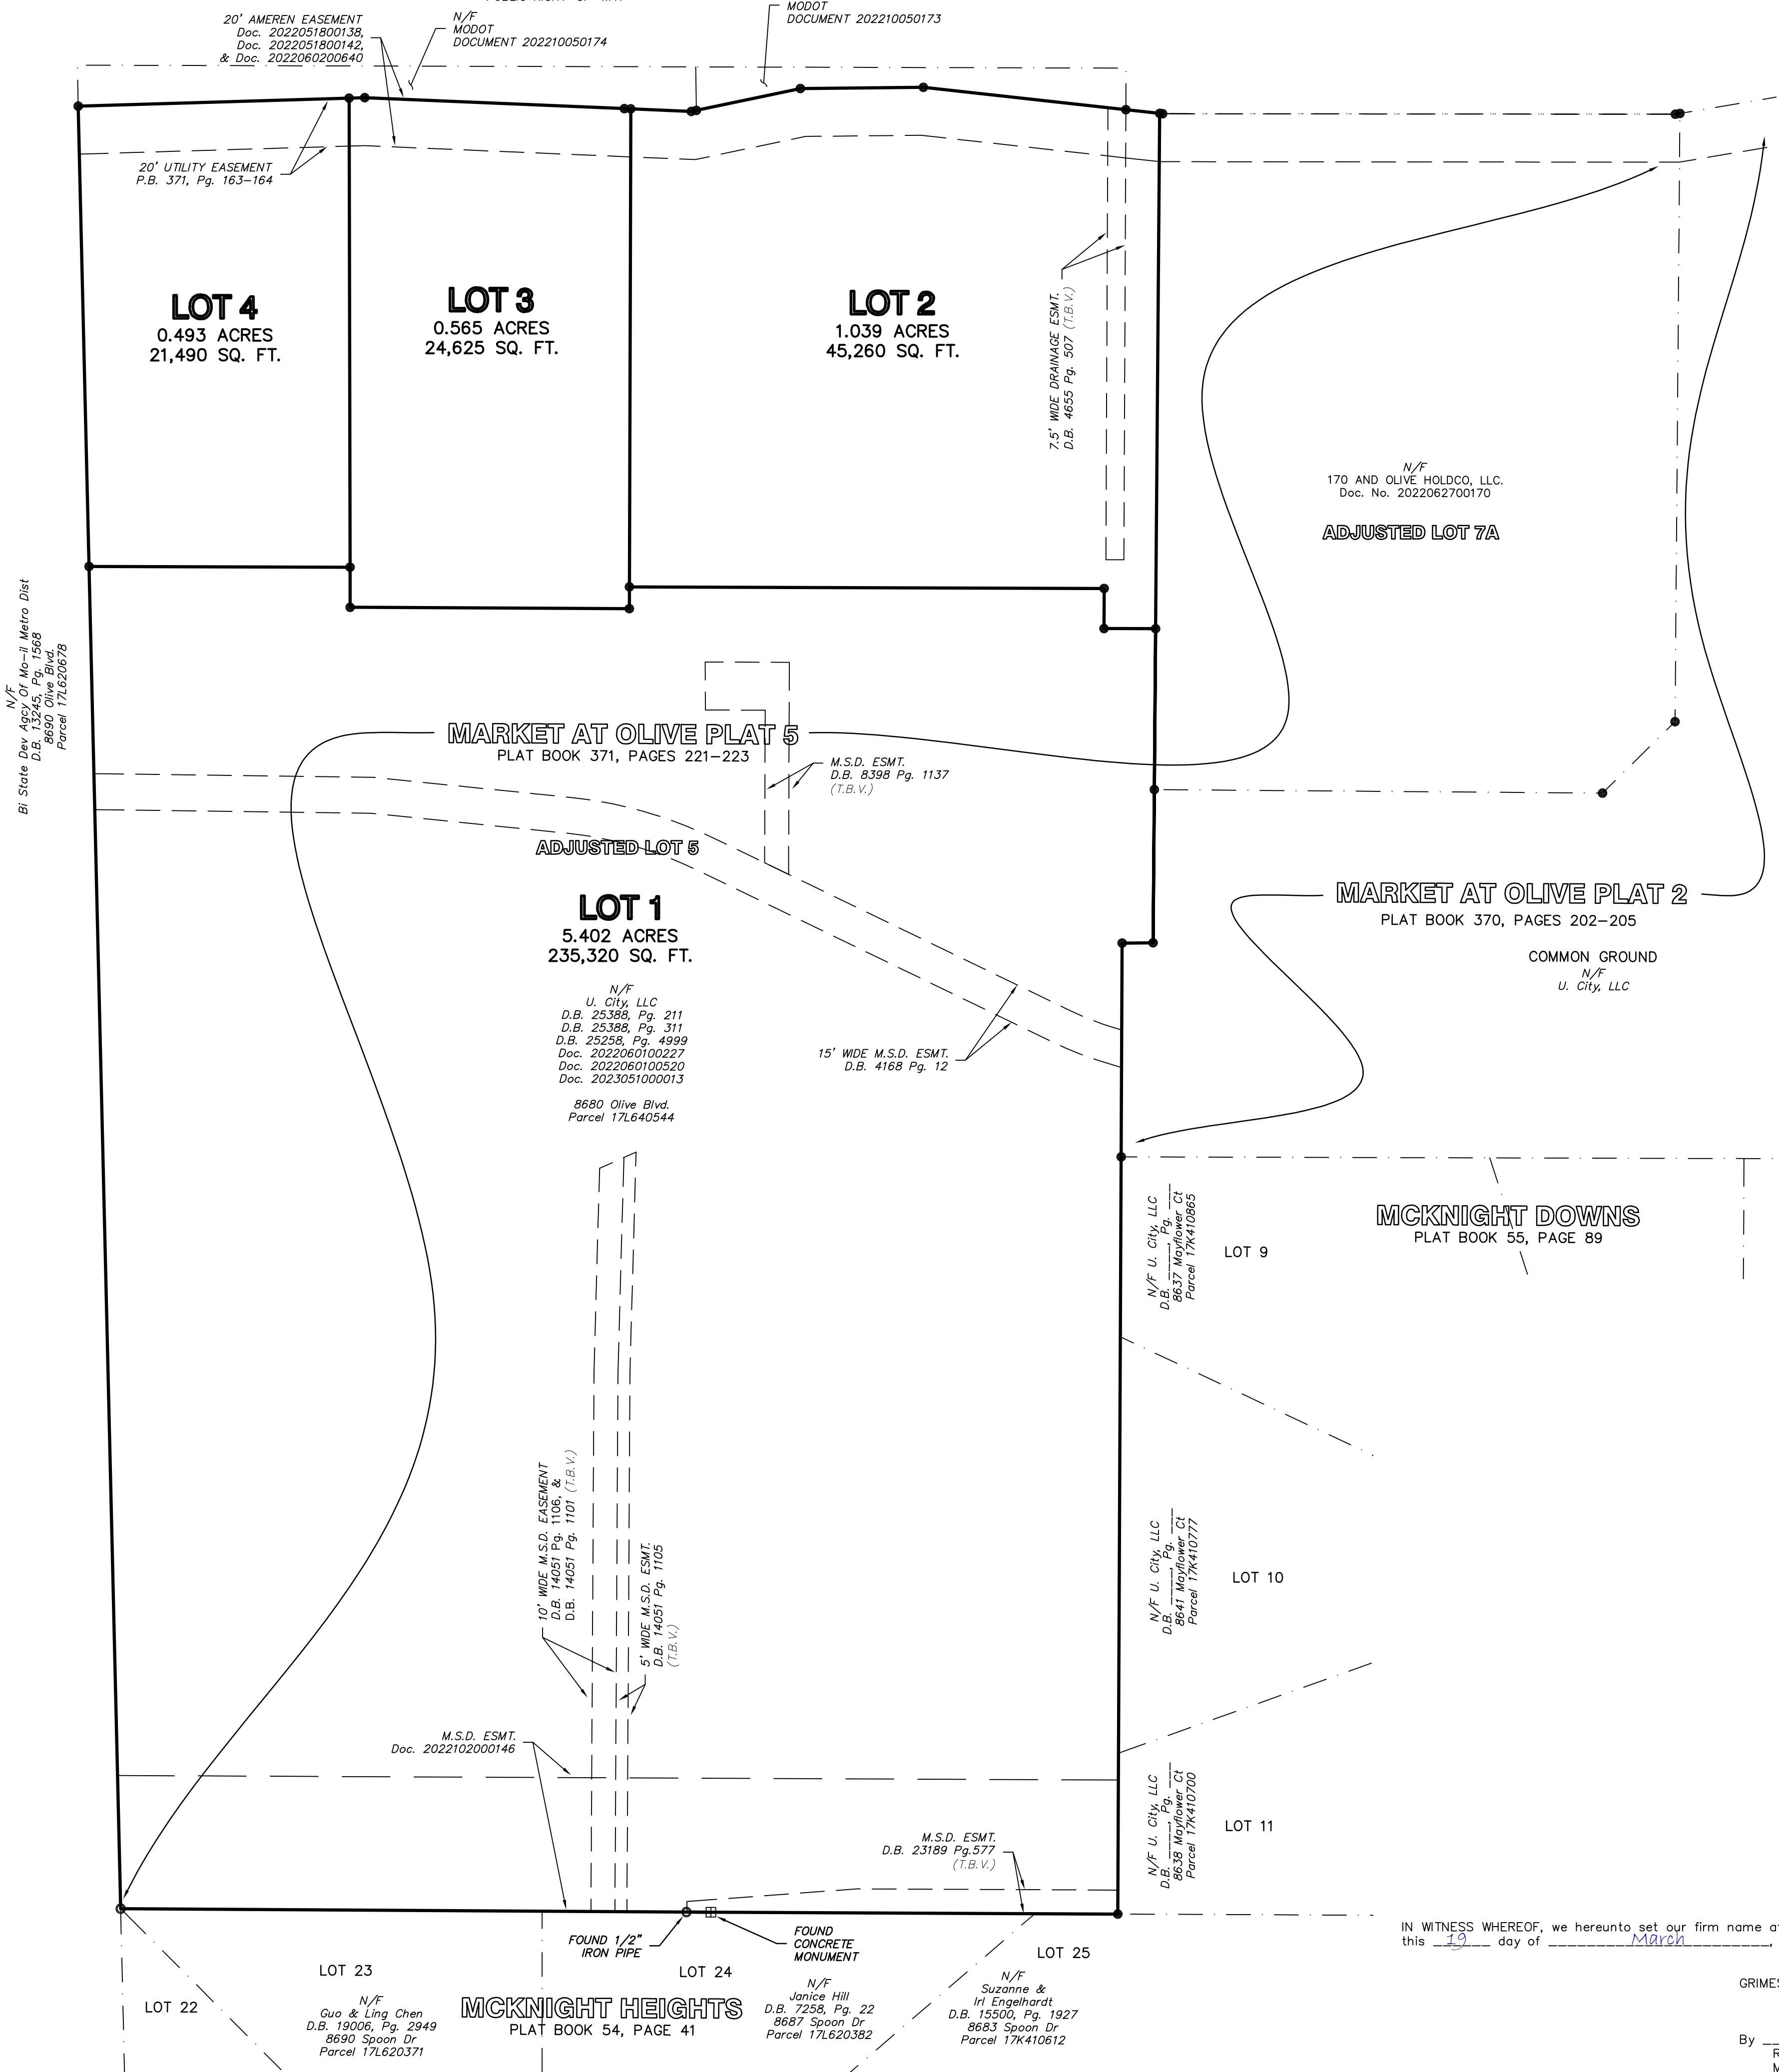 MODOT
DOCUMENT 202210050173
20' AMEREN EASEMENT
Doc. 2022051800138,
Doc. 2022051800142,
& Doc. 2022060200640
N/F
MODOT
DOCUMENT 202210050174
20' UTILITY EASEMENT
P.B. 371, Pg. 163-164
LOT 4
0.493 ACRES
21,490 SQ. FT.
LOT 3
0.565 ACRES
24,625 SQ. FT.
LOT 2
1.039 ACRES
45,260 SQ. FT.
7.5' WIDE DRAINAGE ESMT.
D.B. 4655 Pg. 507 (T.B.V.)
N/F
170 AND OLIVE HOLDCO, LLC.
Doc. No. 2022062700170
ADJUSTED LOT 7A
N/F
Bi State Dev Agcy Of Mo-il Metro Dist
D.B. 13245, Pg. 1568
8690 Olive Blvd.
Parcel 17L620678
MARKET AT OLIVE PLAT 5
PLAT BOOK 371, PAGES 221-223
M.S.D. ESMT.
D.B. 8398 Pg. 1137
(T.B.V.)
ADJUSTED LOT 5
LOT 1
5.402 ACRES
235,320 SQ. FT.
N/F
U. City, LLC
D.B. 25388, Pg. 211
D.B. 25388, Pg. 311
D.B. 25258, Pg. 4999
Doc. 2022060100227
Doc. 2022060100520
Doc. 2023051000013
8680 Olive Blvd.
Parcel 17L640544
15' WIDE M.S.D. ESMT.
D.B. 4168 Pg. 12
MARKET AT OLIVE PLAT 2
PLAT BOOK 370, PAGES 202-205
COMMON GROUND
N/F
U. City, LLC
N/F U. City, LLC
D.B. _____, Pg. ___
8637 Mayflower Ct
Parcel 17K410865
LOT 9
MCKNIGHT DOWNS
PLAT BOOK 55, PAGE 89
10' WIDE M.S.D. EASEMENT
D.B. 14051 Pg. 1106, &
D.B. 14051 Pg. 1101 (T.B.V.)
5' WIDE M.S.D. ESMT.
D.B. 14051 Pg. 1105
(T.B.V.)
N/F U. City, LLC
D.B. _____, Pg. ___
8641 Mayflower Ct
Parcel 17K410777
LOT 10
M.S.D. ESMT.
Doc. 2022102000146
N/F U. City, LLC
D.B. _____, Pg. ___
8638 Mayflower Ct
Parcel 17K410700
LOT 11
M.S.D. ESMT.
D.B. 23189 Pg.577
(T.B.V.)
FOUND 1/2"
IRON PIPE
FOUND
CONCRETE
MONUMENT
LOT 22
LOT 23
N/F
Guo & Ling Chen
D.B. 19006, Pg. 2949
8690 Spoon Dr
Parcel 17L620371
LOT 24
MCKNIGHT HEIGHTS
PLAT BOOK 54, PAGE 41
N/F
Janice Hill
D.B. 7258, Pg. 22
8687 Spoon Dr
Parcel 17L620382
LOT 25
N/F
Suzanne &
Irl Engelhardt
D.B. 15500, Pg. 1927
8683 Spoon Dr
Parcel 17K410612
IN WITNESS WHEREOF, we hereunto set our firm name
this 19 day of March,
GRIMES
By